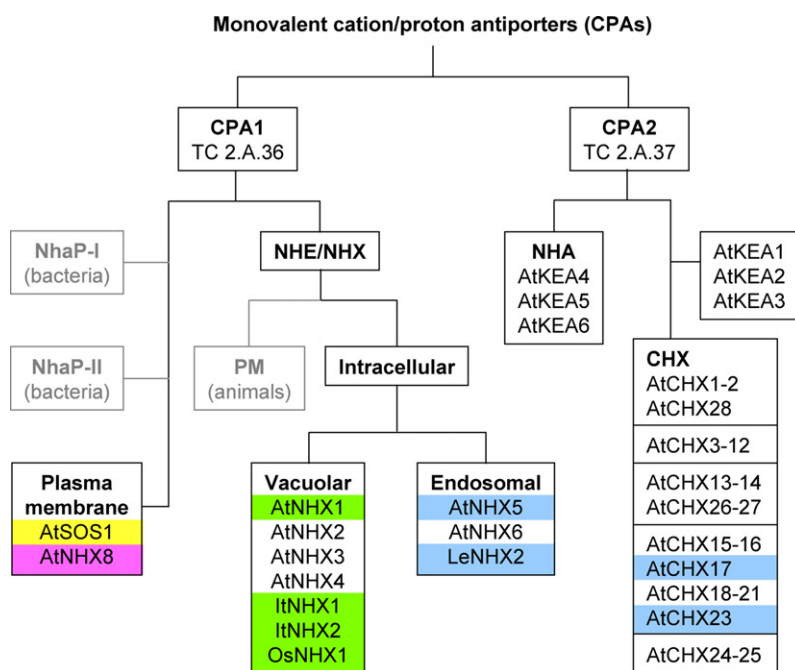 Monovalent cation/proton antiporters (CPAs)
CPA1
TC 2.A.36
CPA2
TC 2.A.37
NhaP-I
(bacteria)
NHE/NHX
NHA
AtKEA4
AtKEA5
AtKEA6
AtKEA1
AtKEA2
AtKEA3
NhaP-II
(bacteria)
PM
(animals)
Intracellular
CHX
AtCHX1-2
AtCHX28
AtCHX3-12
AtCHX13-14
AtCHX26-27
AtCHX15-16
AtCHX17
AtCHX18-21
AtCHX23
AtCHX24-25
Plasma
membrane
AtSOS1
AtNHX8
Vacuolar
AtNHX1
AtNHX2
AtNHX3
AtNHX4
ItNHX1
ItNHX2
OsNHX1
Endosomal
AtNHX5
AtNHX6
LeNHX2